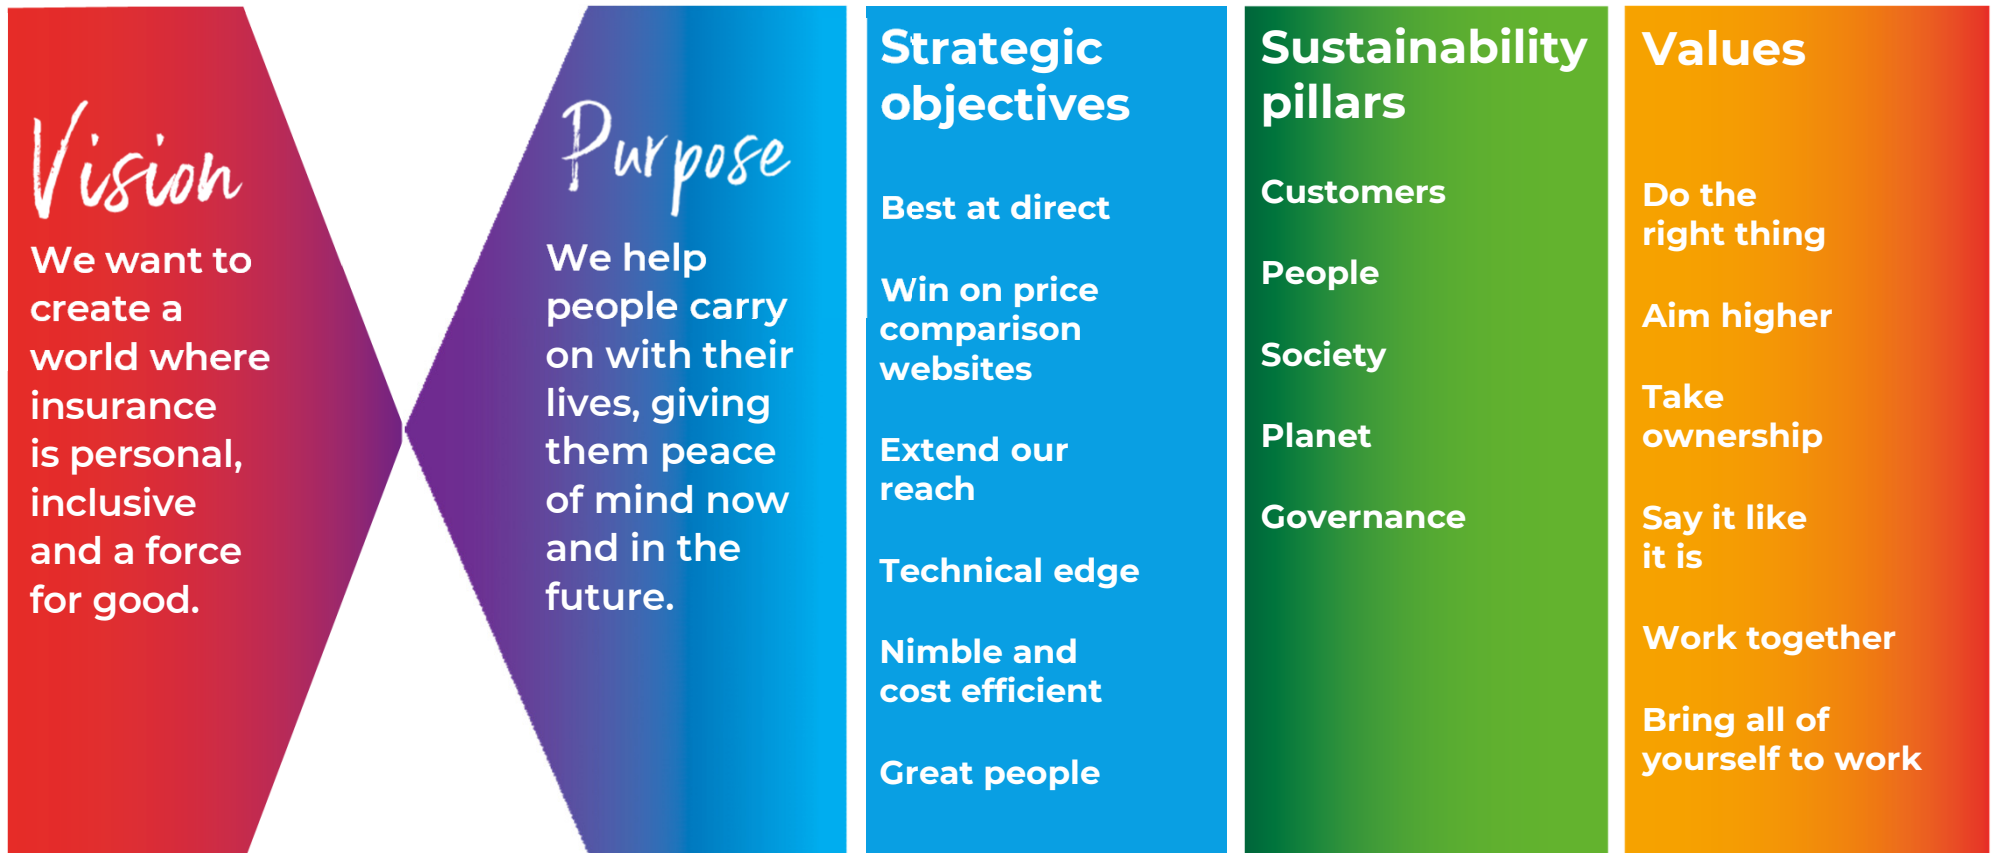 Vision
We want to
create a
world where
insurance
is personal,
inclusive
and a force
for good.
Purpose
We help
people carry
on with their
lives, giving
them peace
of mind now
and in the
future.
Strategic
objectives
Best at direct
Win on price
comparison
websites
Extend our
reach
Technical edge
Nimble and
cost efficient
Great people
Sustainability
pillars
Customers
People
Society
Planet
Governance
Values
Do the
right thing
Aim higher
Take
ownership
Say it like
it is
Work together
Bring all of
yourself to work